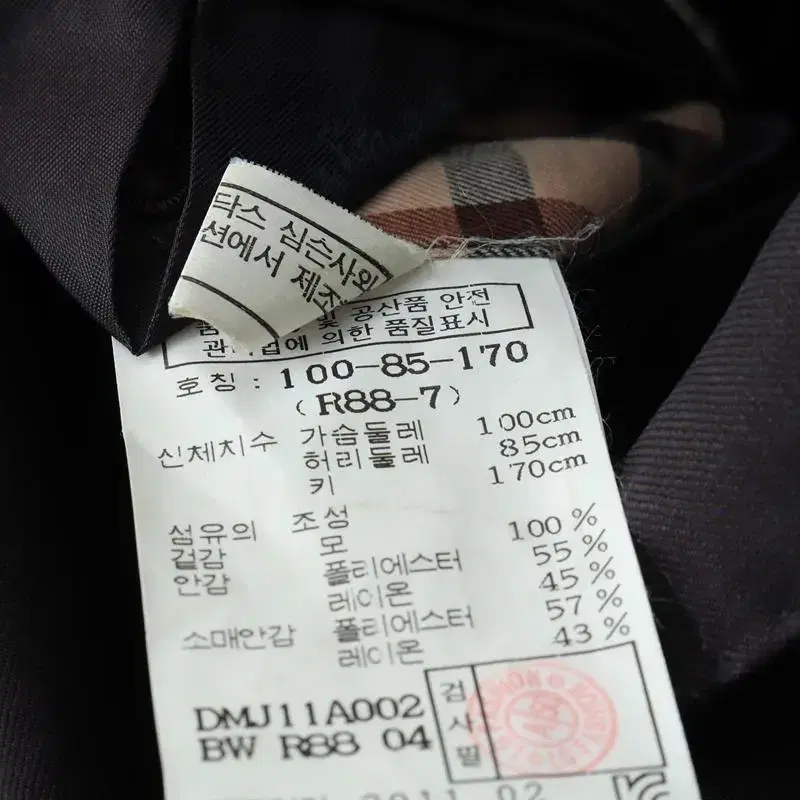 닥스 심슨사와
션에서 제조
및 공산품 안전
관 에 의한 품질표시
호칭 : 100-85-170
(R88-7)
신체치수 가슴둘레 100cm
허리둘레 85cm
키 170cm
섬유의 조성
겉감 모 100%
안감 폴리에스터 55%
레이온 45%
소매안감 폴리에스터 57%
레이온 43%
DMJ11A002
BW R88 04
검사필
2011.02